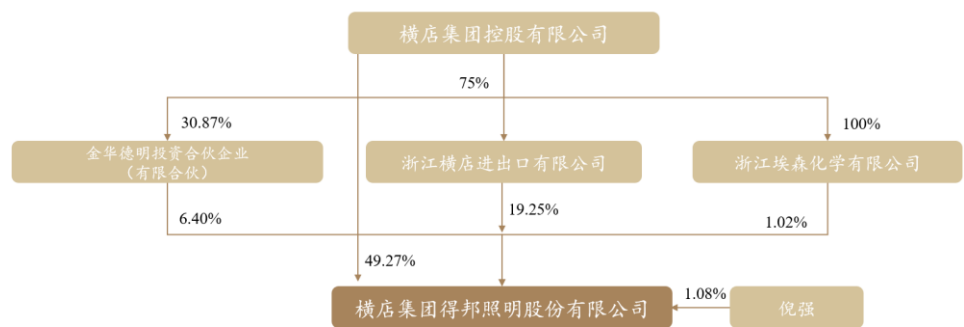 横店集团控股有限公司
75%
30.87%
100%
金华德明投资合伙企业
（有限合伙）
浙江横店进出口有限公司
浙江埃森化学有限公司
6.40%
19.25%
1.02%
49.27%
横店集团得邦照明股份有限公司
1.08%
倪强